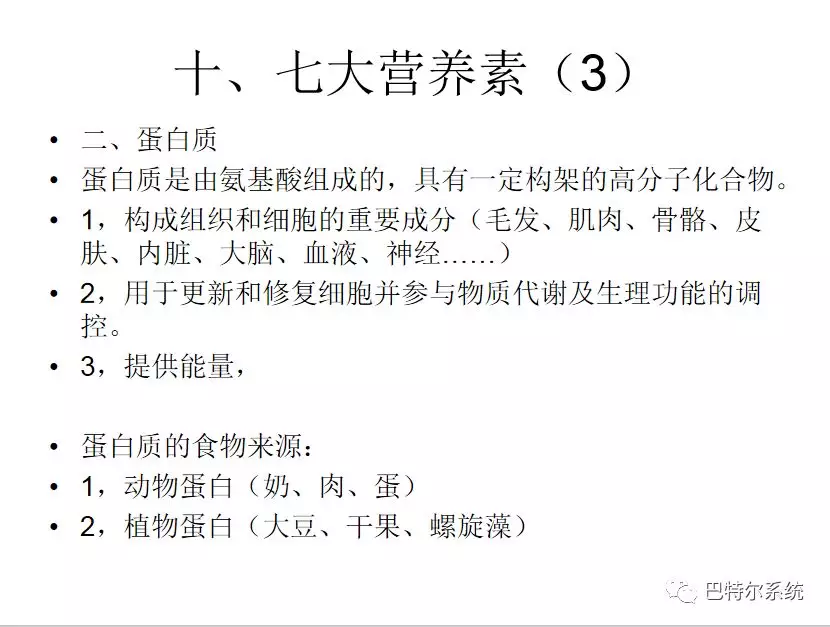 十、七大营养素（3）
• 二、蛋白质
• 蛋白质是由氨基酸组成的，具有一定构架的高分子化合物。
• 1，构成组织和细胞的重要成分（毛发、肌肉、骨骼、皮
肤、内脏、大脑、血液、神经……）
• 2，用于更新和修复细胞并参与物质代谢及生理功能的调
控。
• 3，提供能量，
• 蛋白质的食物来源：
• 1，动物蛋白（奶、肉、蛋）
• 2，植物蛋白（大豆、干果、螺旋藻）
巴特尔系统